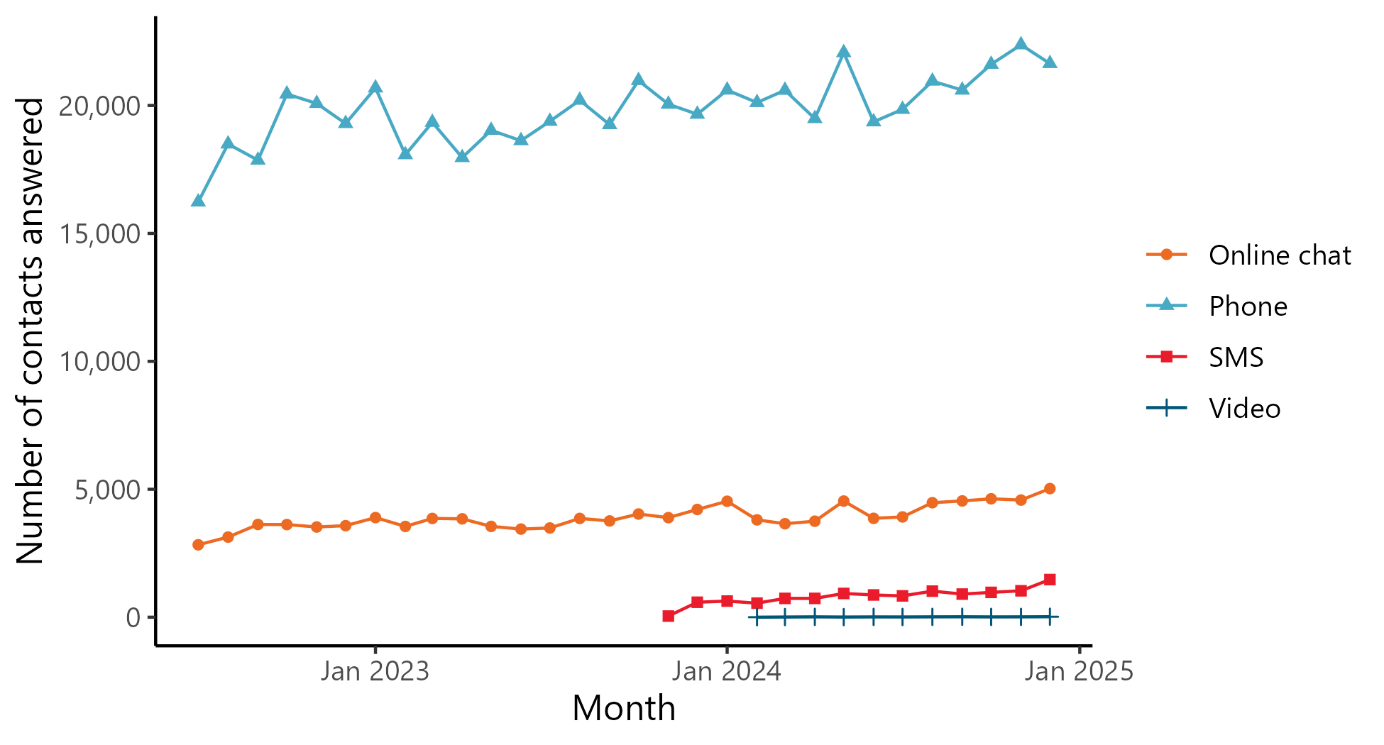 Number of contacts answered
20,000
15,000
10,000
5,000
0
Jan 2023
Jan 2024
Jan 2025
Month
Online chat
Phone
SMS
Video